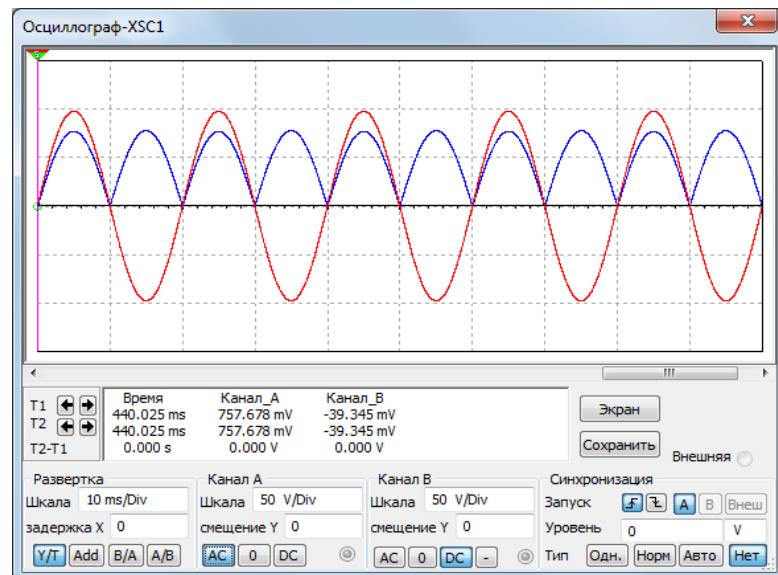 Осциллограф-XSC1
Время Канал_A Канал_B
T1 440.025 ms 757.678 mV -39.345 mV
T2 440.025 ms 757.678 mV -39.345 mV
T2-T1 0.000 s 0.000 V 0.000 V
Экран
Сохранить
Внешняя
Развертка
Шкала 10 ms/Div
задержка X 0
Y/T Add B/A A/B
Канал A
Шкала 50 V/Div
смещение Y 0
AC 0 DC
Канал B
Шкала 50 V/Div
смещение Y 0
AC 0 DC -
Синхронизация
Запуск A B Внеш
Уровень 0 V
Тип Одн. Норм Авто Нет